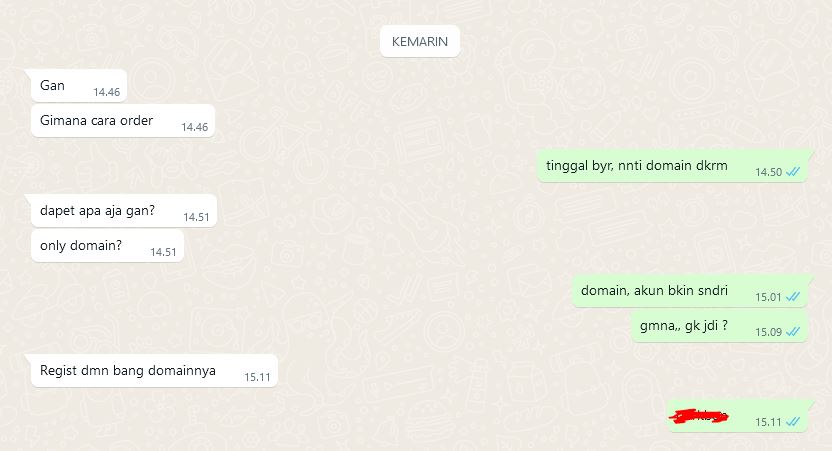 KEMARIN
Gan 14.46
Gimana cara order 14.46
tinggal byr, nnti domain dkrm 14.50
dapet apa aja gan? 14.51
only domain? 14.51
domain, akun bkin sndri 15.01
gmna,, gk jdi ? 15.09
Regist dmn bang domainnya 15.11
15.11